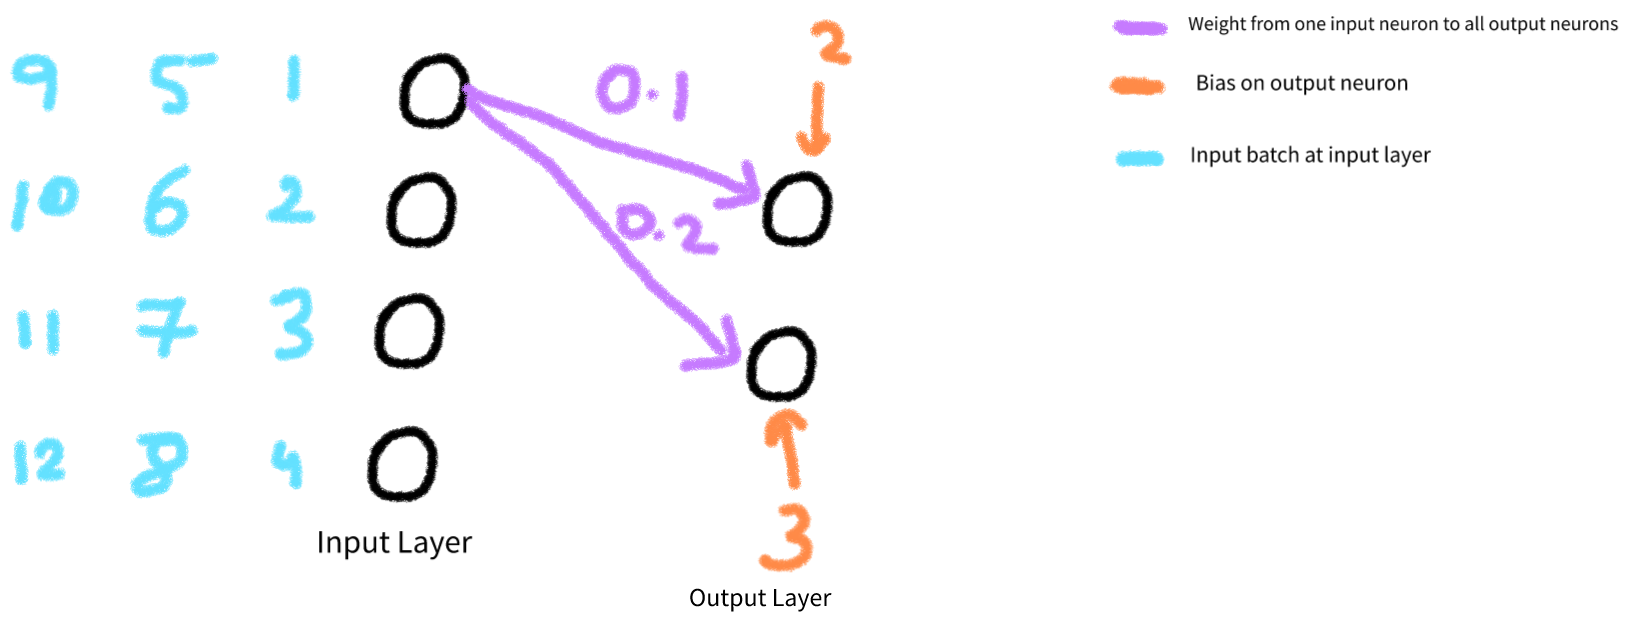 9 5 1
10 6 2
11 7 3
12 8 4
Input Layer
0.1
0.2
2
3
Output Layer
Weight from one input neuron to all output neurons
Bias on output neuron
Input batch at input layer